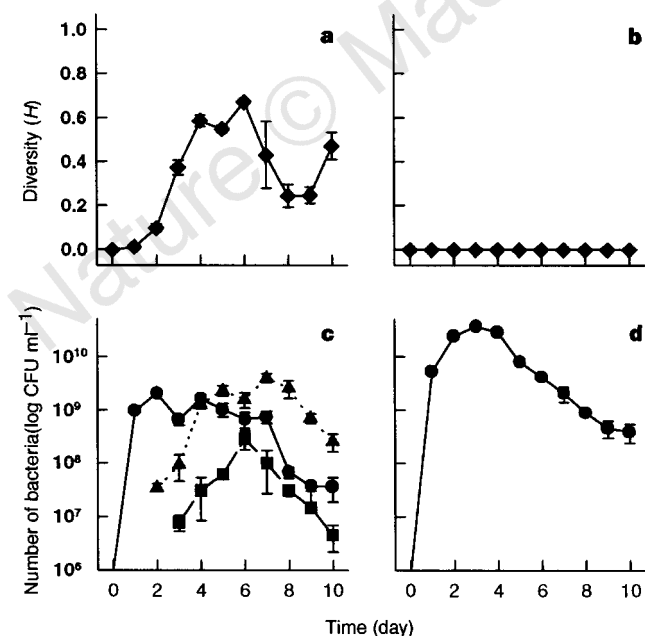 Nature © Mac
a
b
1.0
0.8
0.6
0.4
0.2
0.0
Diversity (H)
c
d
10¹⁰
10⁹
10⁸
10⁷
10⁶
Number of bacteria(log CFU ml⁻¹)
0 2 4 6 8 10
0 2 4 6 8 10
Time (day)